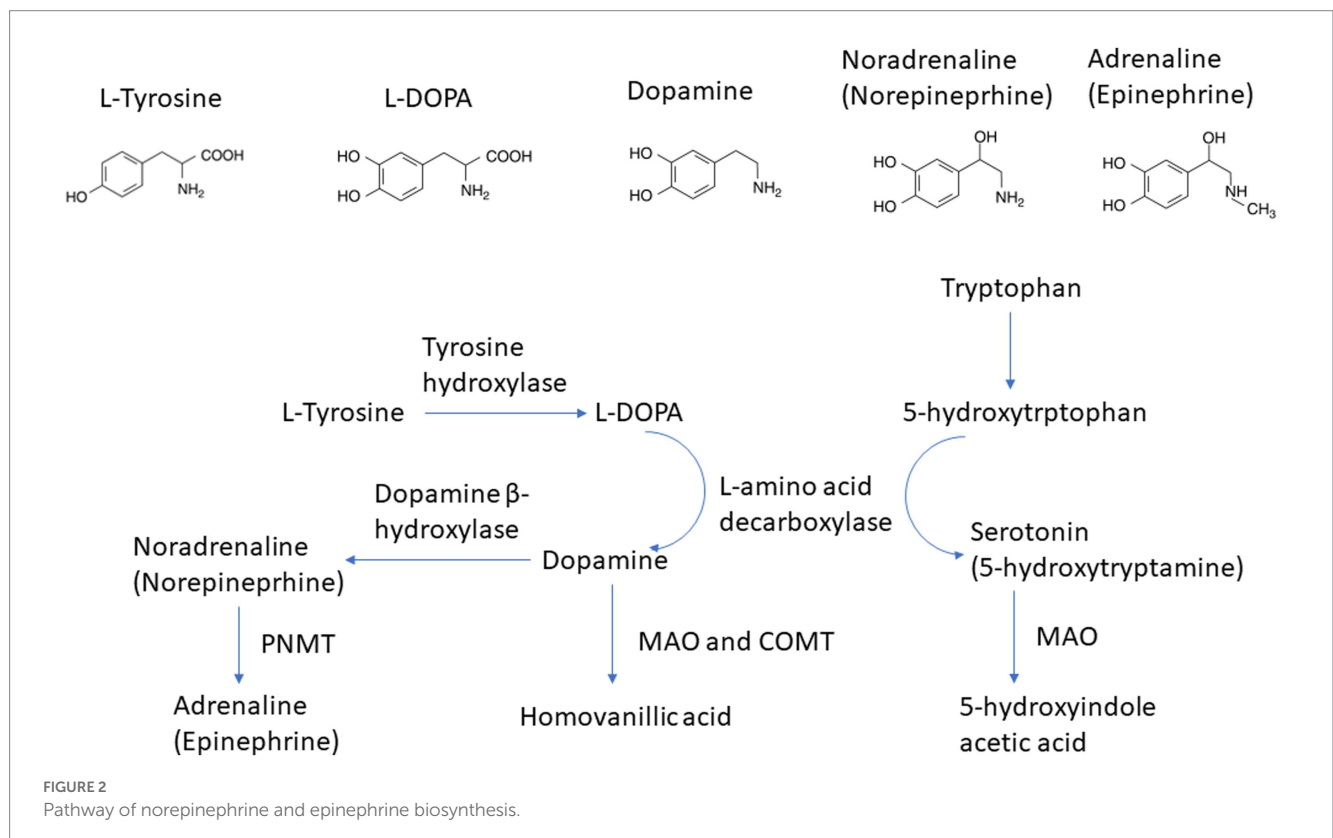 L-Tyrosine
L-DOPA
Dopamine
Noradrenaline
(Norepineprhine)
Adrenaline
(Epinephrine)
HO
COOH
NH2
HO
HO
COOH
NH2
HO
HO
NH2
OH
HO
HO
NH2
OH
HO
HO
NH
CH3
Tryptophan
Tyrosine
hydroxylase
L-Tyrosine
L-DOPA
5-hydroxytrptophan
Dopamine β-
hydroxylase
L-amino acid
decarboxylase
Noradrenaline
(Norepineprhine)
Dopamine
Serotonin
(5-hydroxytryptamine)
PNMT
MAO and COMT
MAO
Adrenaline
(Epinephrine)
Homovanillic acid
5-hydroxyindole
acetic acid
FIGURE 2
Pathway of norepinephrine and epinephrine biosynthesis.